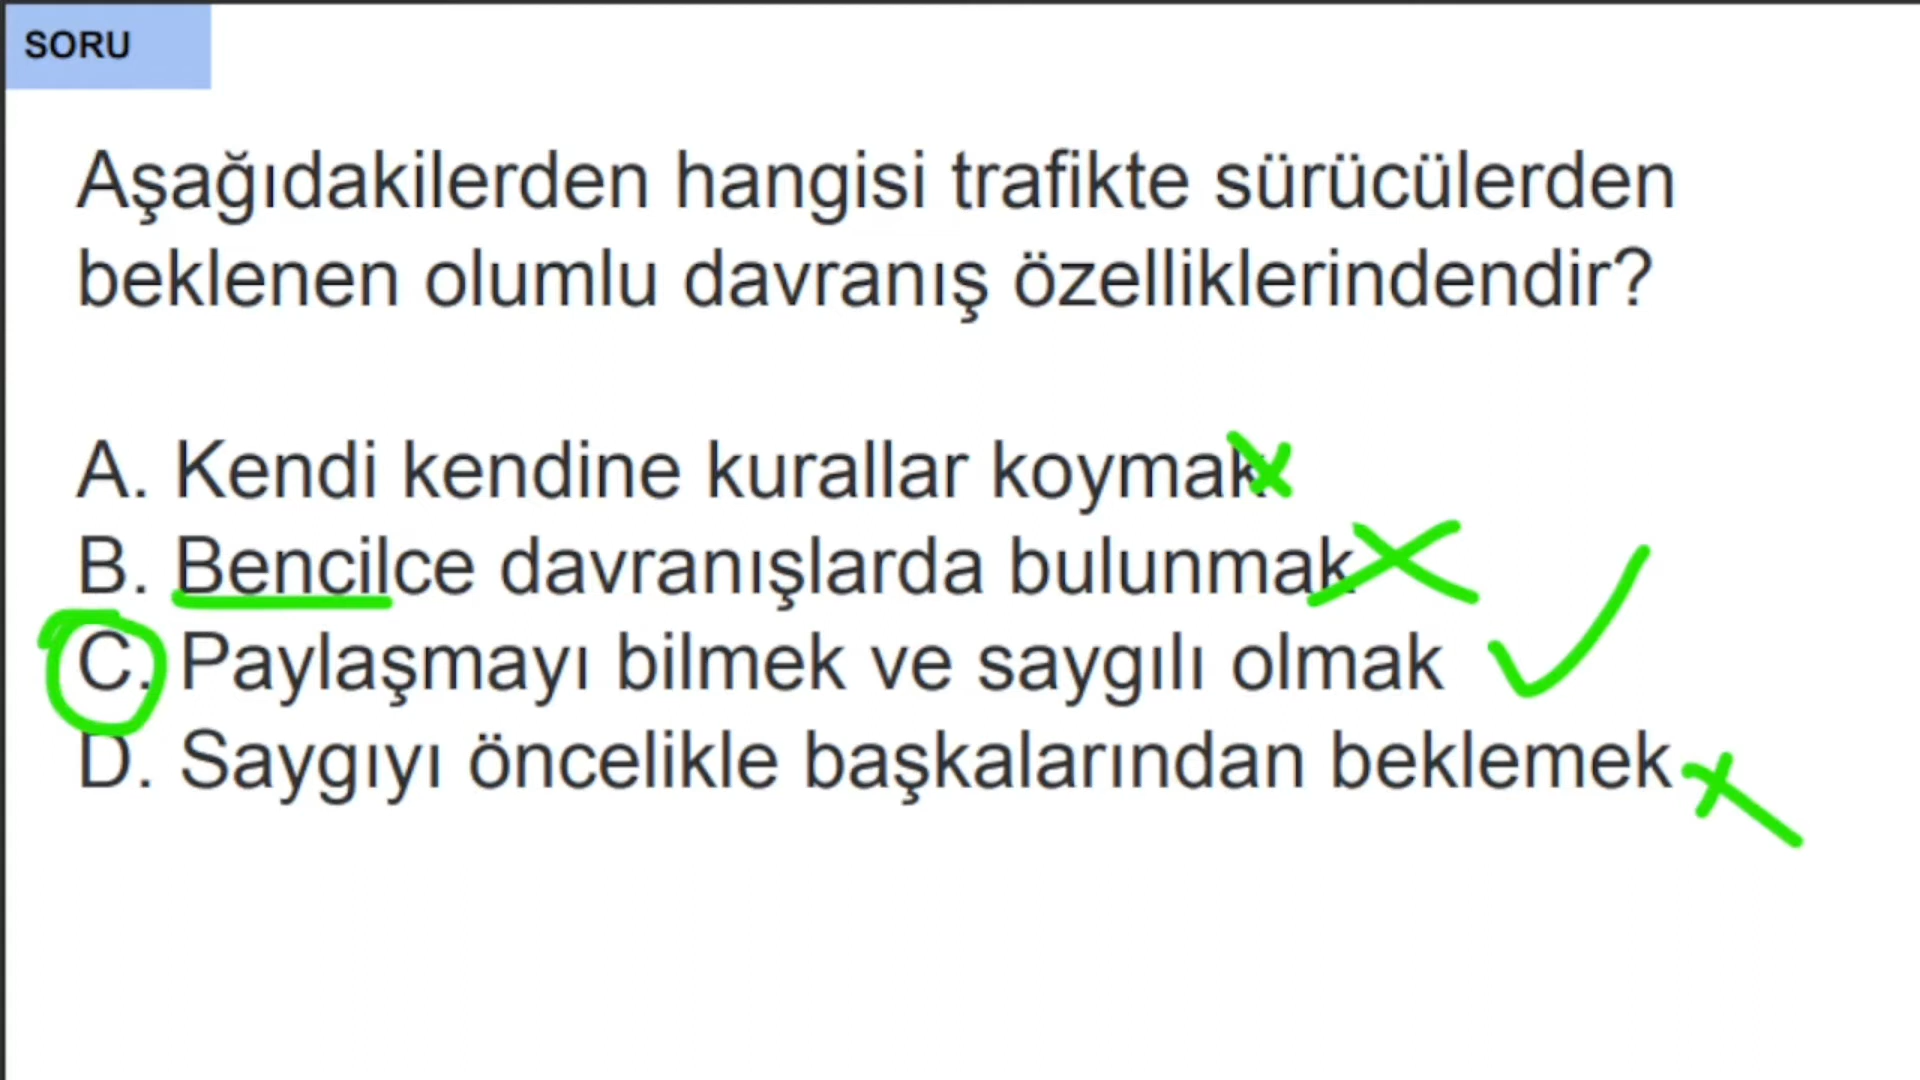 SORU
Aşağıdakilerden hangisi trafikte sürücülerden
beklenen olumlu davranış özelliklerindendir?
A. Kendi kendine kurallar koymak
B. Bencilce davranışlarda bulunmak
C. Paylaşmayı bilmek ve saygılı olmak
D. Saygıyı öncelikle başkalarından beklemek